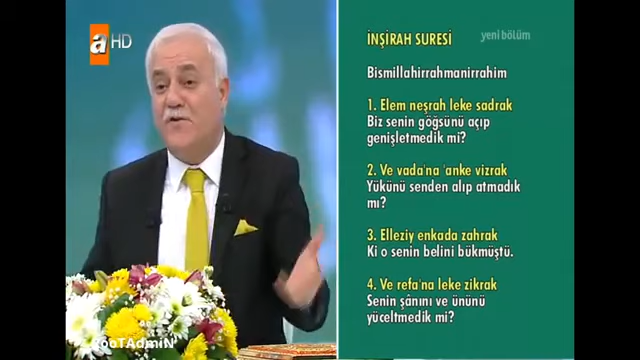 a HD
yeni bölüm
İNŞİRAH SURESİ
Bismillahirrahmanirrahim
1. Elem neşrah leke sadrak
Biz senin göğsünü açıp
genişletmedik mi?
2. Ve vada'na 'anke vizrak
Yükünü senden alıp atmadık
mı?
3. Elleziy enkada zahrak
Ki o senin belini bükmüştü.
4. Ve refa'na leke zikrak
Senin şânını ve ününü
yüceltmedik mi?
RooTAdmiN